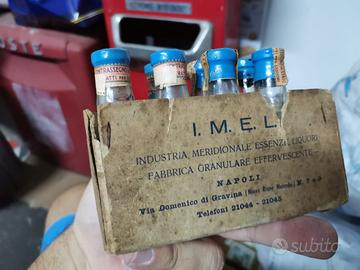 I. M. E. L.
INDUSTRIA MERIDIONALE ESSENZE LIQUORI
FABBRICA GRANULARE EFFERVESCENTE
NAPOLI
Via Domenico di Gravina
Telefoni 21044 - 21045
subito